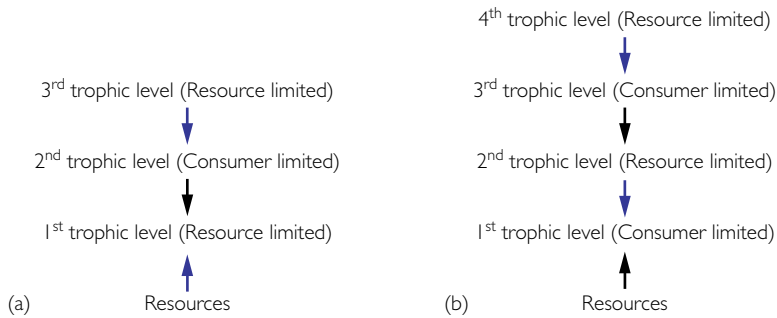 3rd trophic level (Resource limited)
2nd trophic level (Consumer limited)
1st trophic level (Resource limited)
(a) Resources
4th trophic level (Resource limited)
3rd trophic level (Consumer limited)
2nd trophic level (Resource limited)
1st trophic level (Consumer limited)
(b) Resources